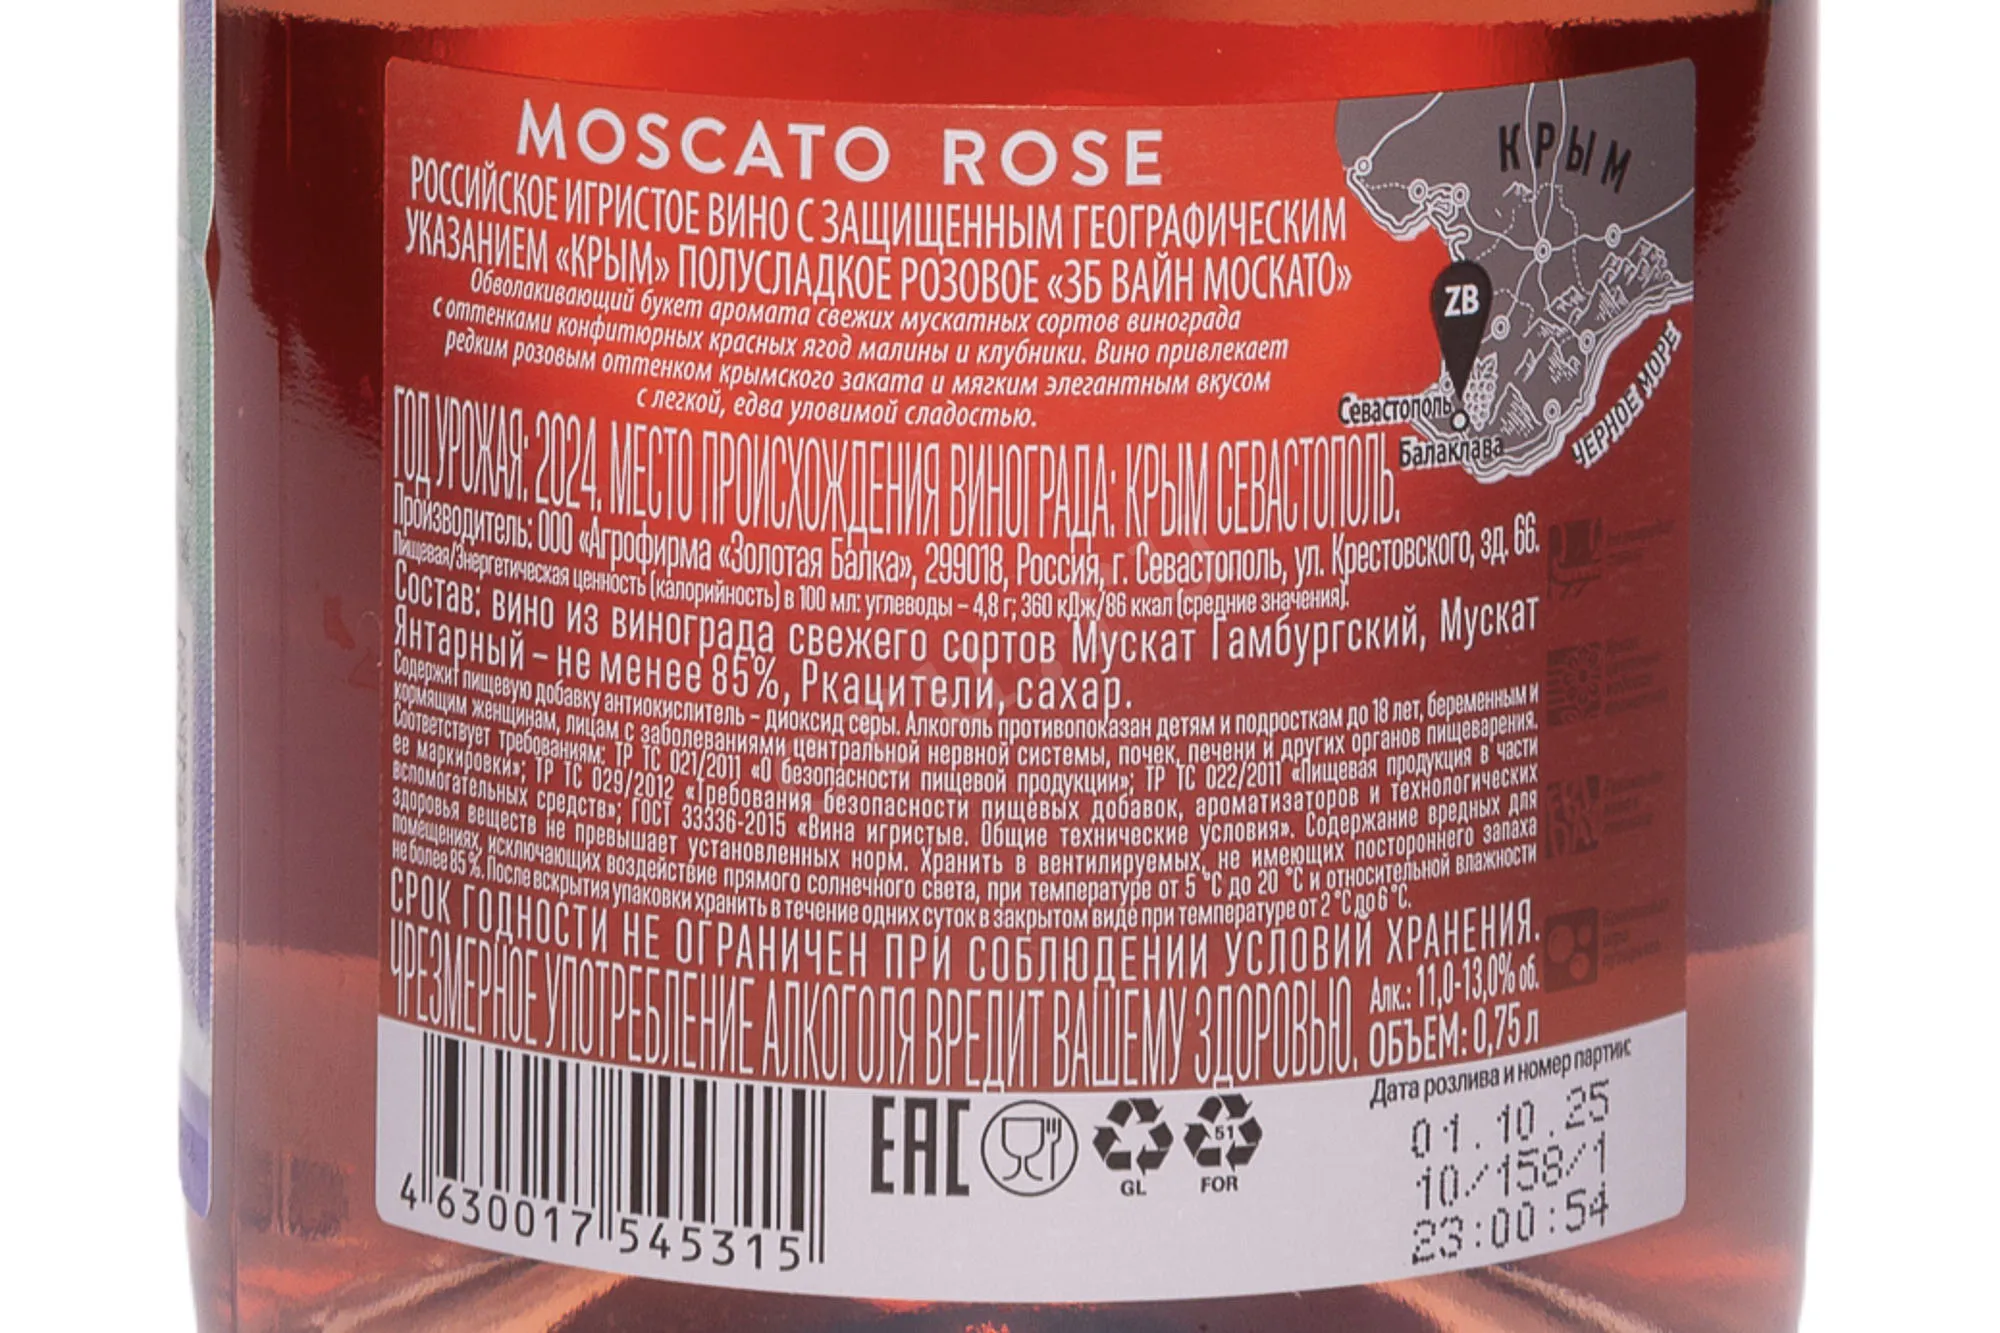 MOSCATO ROSE
РОССИЙСКОЕ ИГРИСТОЕ ВИНО С ЗАЩИЩЕННЫМ ГЕОГРАФИЧЕСКИМ
УКАЗАНИЕМ «КРЫМ» ПОЛУСЛАДКОЕ РОЗОВОЕ «ЗБ ВАЙН МОСКАТО»
Обволакивающий букет аромата свежих мускатных сортов винограда
с оттенками конфитюрных красных ягод малины и клубники. Вино привлекает
редким розовым оттенком крымского заката и мягким элегантным вкусом
с легкой, едва уловимой сладостью.
КРЫМ
ZB
Севастополь
Балаклава
ЧЕРНОЕ МОРЕ
ГОД УРОЖАЯ: 2024. МЕСТО ПРОИСХОЖДЕНИЯ ВИНОГРАДА: КРЫМ СЕВАСТОПОЛЬ.
Производитель: ООО «Агрофирма «Золотая Балка», 299018, Россия, г. Севастополь, ул. Крестовского, зд. 66.
Пищевая/Энергетическая ценность (калорийность) в 100 мл: углеводы – 4,8 г; 360 кДж/86 ккал (средние значения).
Состав: вино из винограда свежего сортов Мускат Гамбургский, Мускат
Янтарный – не менее 85%, Ркацители, сахар.
Содержит пищевую добавку антиокислитель – диоксид серы. Алкоголь противопоказан детям и подросткам до 18 лет, беременным и
кормящим женщинам, лицам с заболеваниями центральной нервной системы, почек, печени и других органов пищеварения.
Соответствует требованиям: ТР ТС 021/2011 «О безопасности пищевой продукции»; ТР ТС 022/2011 «Пищевая продукция в части
ее маркировки»; ТР ТС 029/2012 «Требования безопасности пищевых добавок, ароматизаторов и технологических
вспомогательных средств»; ГОСТ 33336-2015 «Вина игристые. Общие технические условия». Содержание вредных для
здоровья веществ не превышает установленных норм. Хранить в вентилируемых, не имеющих постороннего запаха
помещениях, исключающих воздействие прямого солнечного света, при температуре от 5 °С до 20 °С и относительной влажности
не более 85 %. После вскрытия упаковки хранить в течение одних суток в закрытом виде при температуре от 2 °С до 6 °С.
СРОК ГОДНОСТИ НЕ ОГРАНИЧЕН ПРИ СОБЛЮДЕНИИ УСЛОВИЙ ХРАНЕНИЯ.
ЧРЕЗМЕРНОЕ УПОТРЕБЛЕНИЕ АЛКОГОЛЯ ВРЕДИТ ВАШЕМУ ЗДОРОВЬЮ.
Алк.: 11,0-13,0% об.
ОБЪЕМ: 0,75 л
Дата розлива и номер партии:
01.10.25
10/158/1
23:00:54
EAC
GL
51
FOR
4 630017 545315